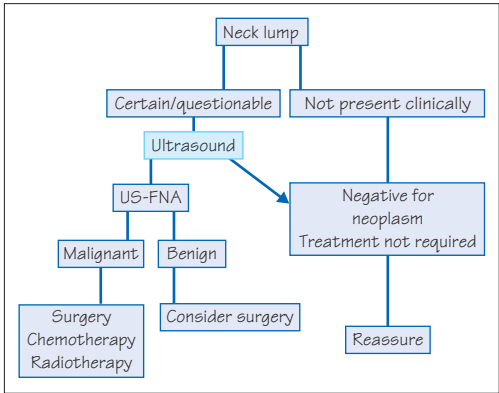 Neck lump
Certain/questionable
Not present clinically
Ultrasound
US-FNA
Negative for
neoplasm
Treatment not required
Malignant
Benign
Surgery
Chemotherapy
Radiotherapy
Consider surgery
Reassure